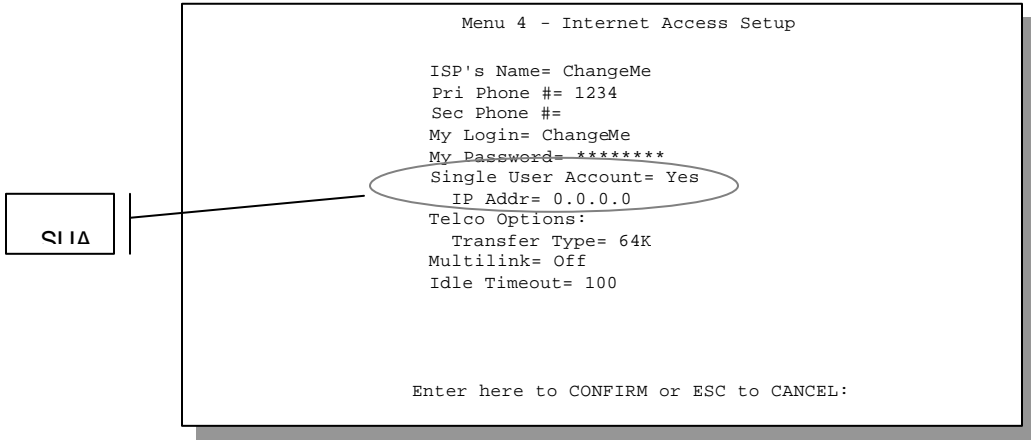 Menu 4 - Internet Access Setup
ISP's Name= ChangeMe
Pri Phone #= 1234
Sec Phone #=
My Login= ChangeMe
My Password= ********
Single User Account= Yes
IP Addr= 0.0.0.0
Telco Options:
Transfer Type= 64K
Multilink= Off
Idle Timeout= 100
Enter here to CONFIRM or ESC to CANCEL:
SUA